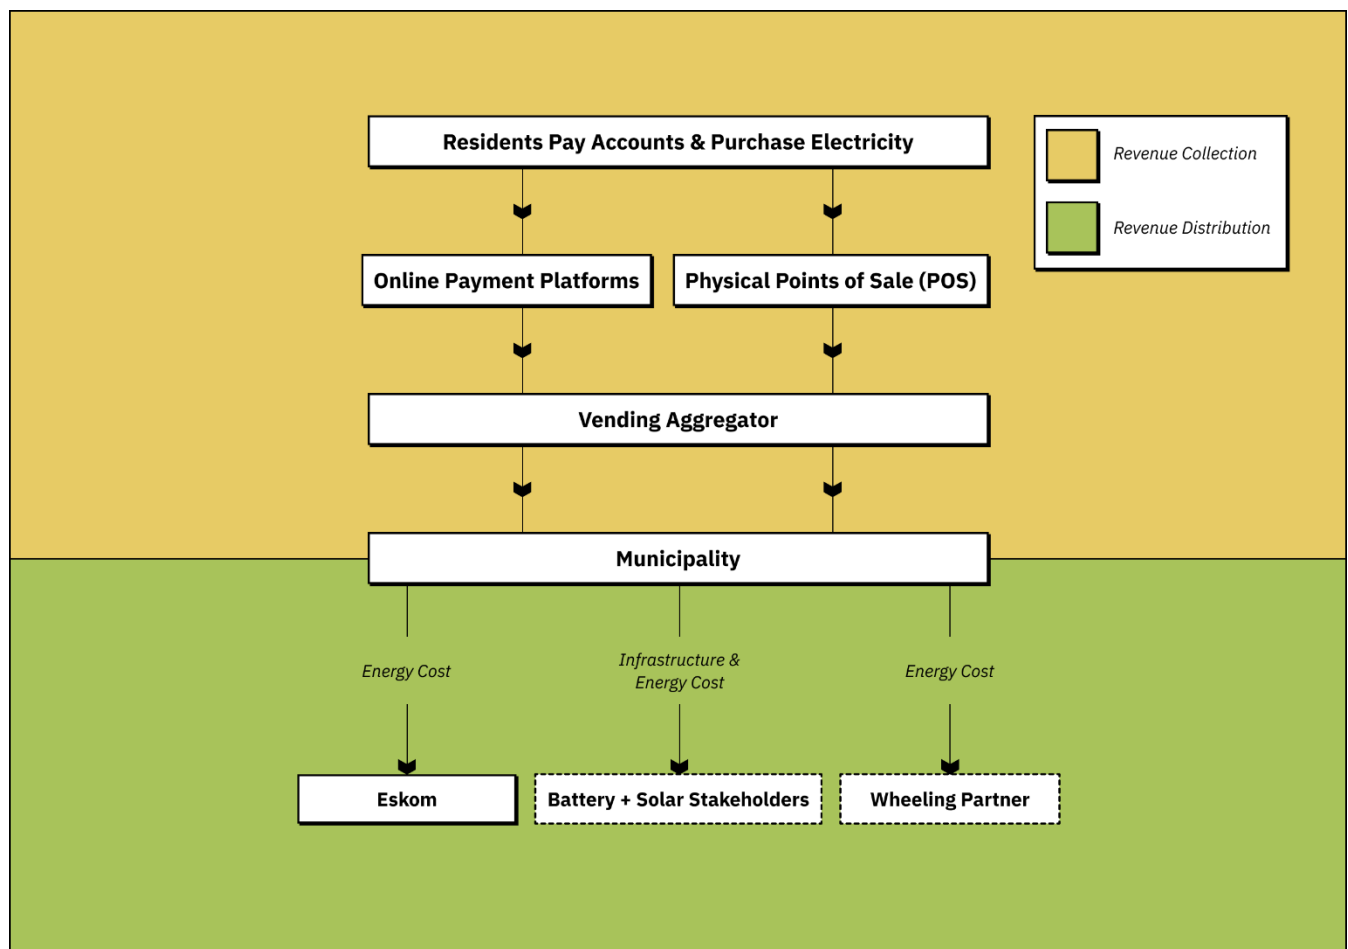 Residents Pay Accounts & Purchase Electricity
Revenue Collection
Revenue Distribution
Online Payment Platforms
Physical Points of Sale (POS)
Vending Aggregator
Municipality
Energy Cost
Infrastructure &
Energy Cost
Energy Cost
Eskom
Battery + Solar Stakeholders
Wheeling Partner